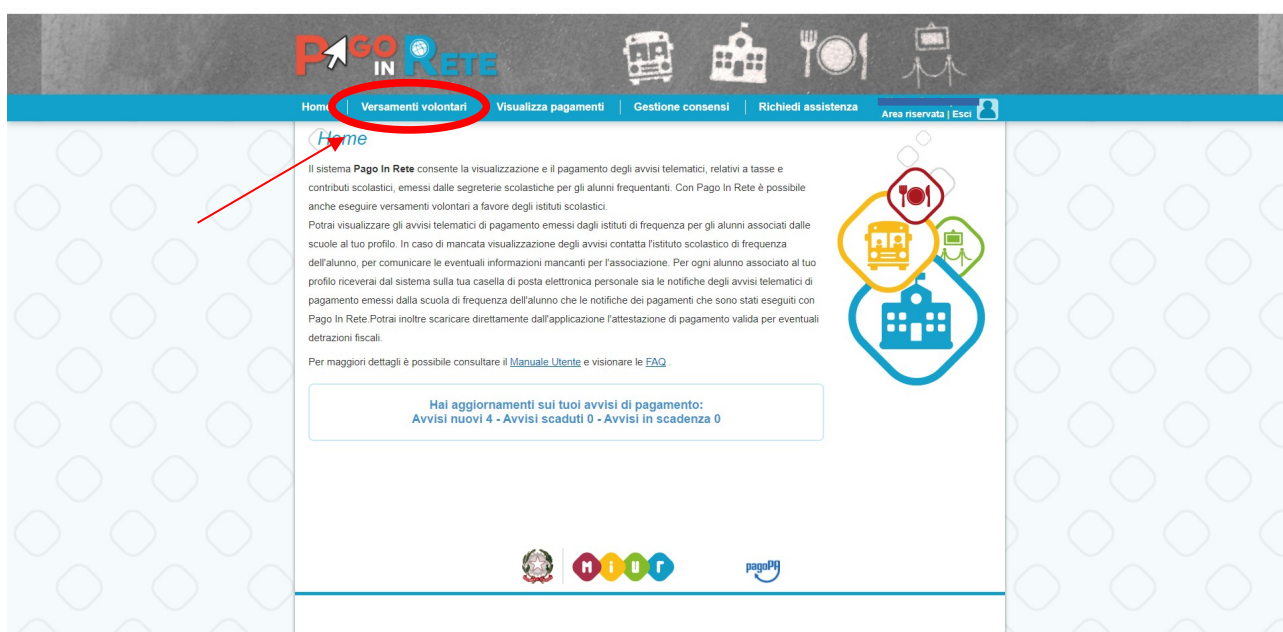 PAGO
IN RETE
Home Versamenti volontari Visualizza pagamenti Gestione consensi Richiedi assistenza
Area riservata | Esci
Home
Il sistema Pago In Rete consente la visualizzazione e il pagamento degli avvisi telematici, relativi a tasse e
contributi scolastici, emessi dalle segreterie scolastiche per gli alunni frequentanti. Con Pago In Rete è possibile
anche eseguire versamenti volontari a favore degli istituti scolastici.
Potrai visualizzare gli avvisi telematici di pagamento emessi dagli istituti di frequenza per gli alunni associati dalle
scuole al tuo profilo. In caso di mancata visualizzazione degli avvisi contatta l'istituto scolastico di frequenza
dell'alunno, per comunicare le eventuali informazioni mancanti per l'associazione. Per ogni alunno associato al tuo
profilo riceverai dal sistema sulla tua casella di posta elettronica personale sia le notifiche degli avvisi telematici di
pagamento emessi dalla scuola di frequenza dell'alunno che le notifiche dei pagamenti che sono stati eseguiti con
Pago In Rete.Potrai inoltre scaricare direttamente dall'applicazione l'attestazione di pagamento valida per eventuali
detrazioni fiscali.
Per maggiori dettagli è possibile consultare il Manuale Utente e visionare le FAQ .
Hai aggiornamenti sui tuoi avvisi di pagamento:
Avvisi nuovi 4 - Avvisi scaduti 0 - Avvisi in scadenza 0
miur
pagoPA